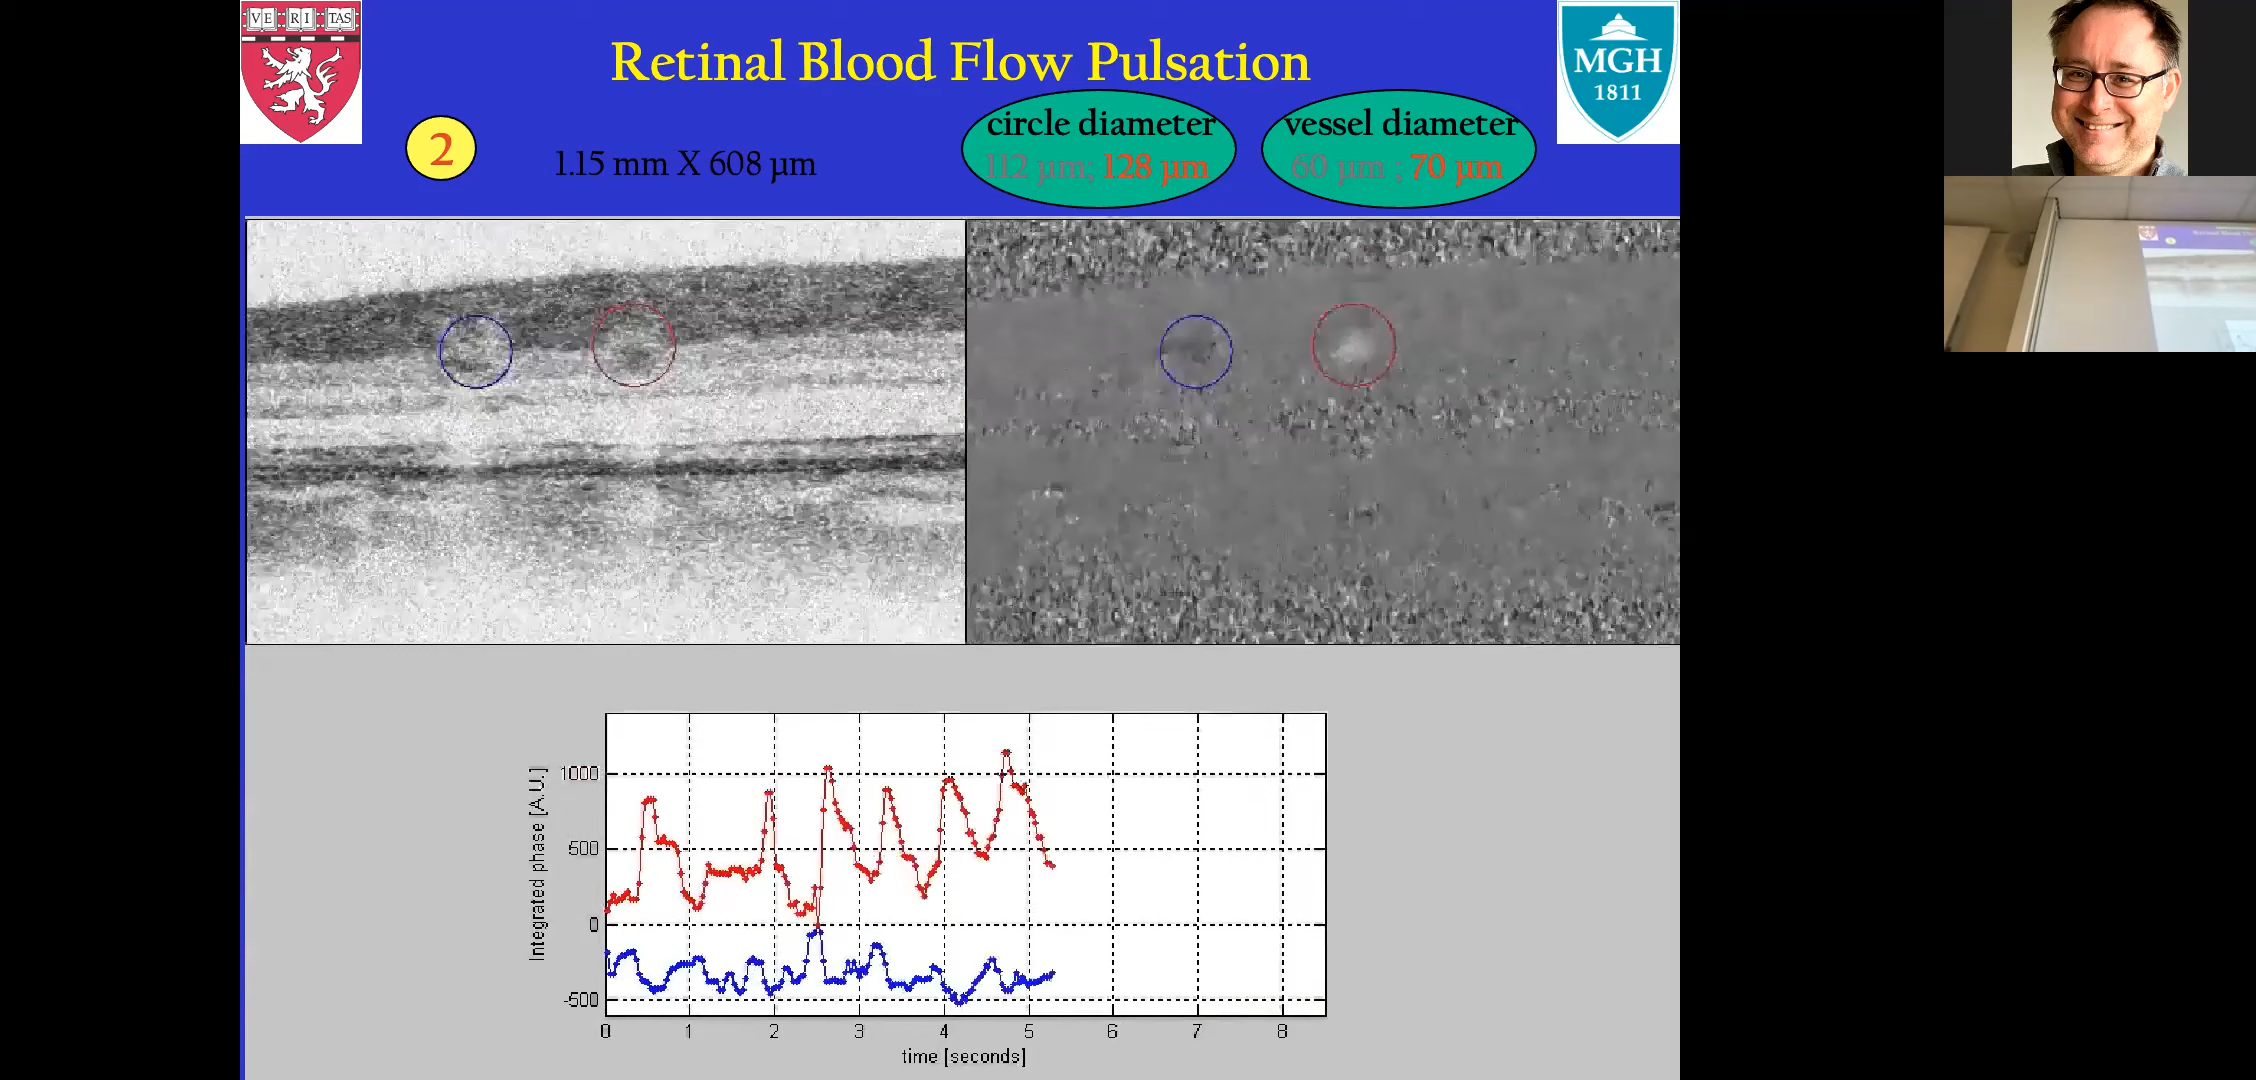 VE RI TAS
Retinal Blood Flow Pulsation
MGH
1811
2
1.15 mm X 608 µm
circle diameter
112 µm; 128 µm
vessel diameter
60 µm ; 70 µm
Integrated phase [A.U.]
1000
500
0
-500
0 1 2 3 4 5 6 7 8
time [seconds]